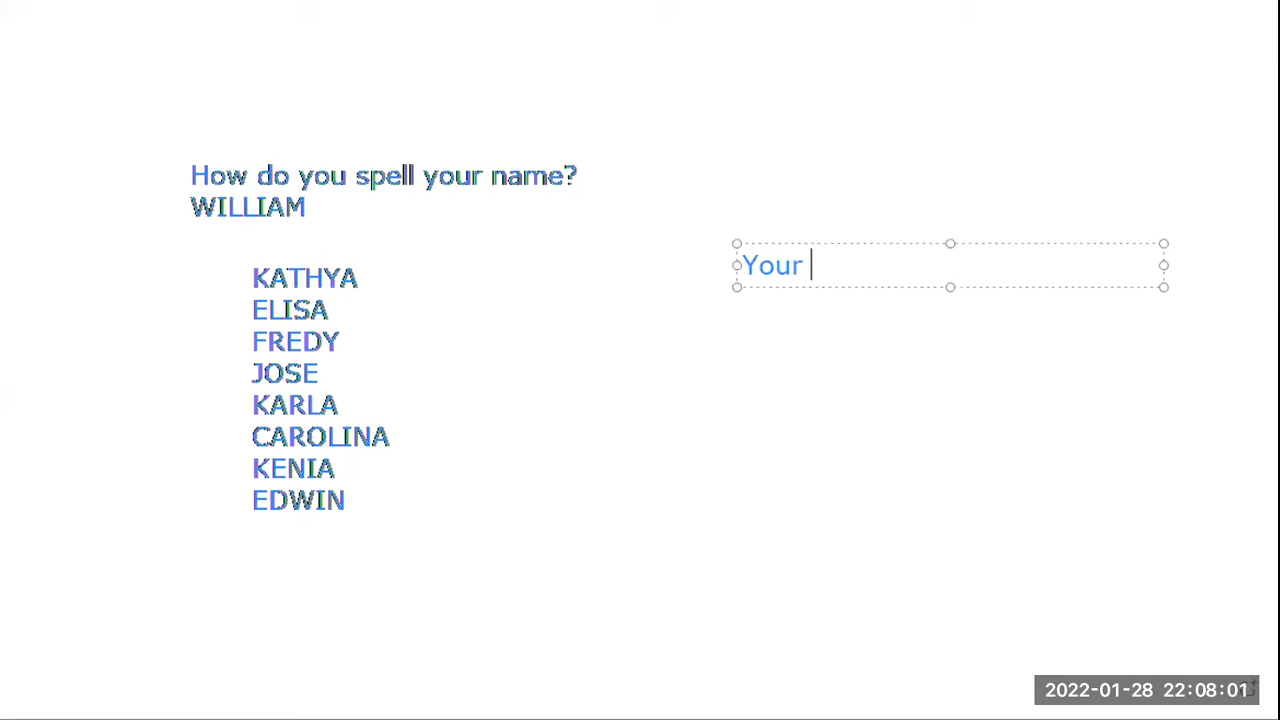 How do you spell your name?
WILLIAM
KATHYA
ELISA
FREDY
JOSE
KARLA
CAROLINA
KENIA
EDWIN
Your
2022-01-28 22:08:01